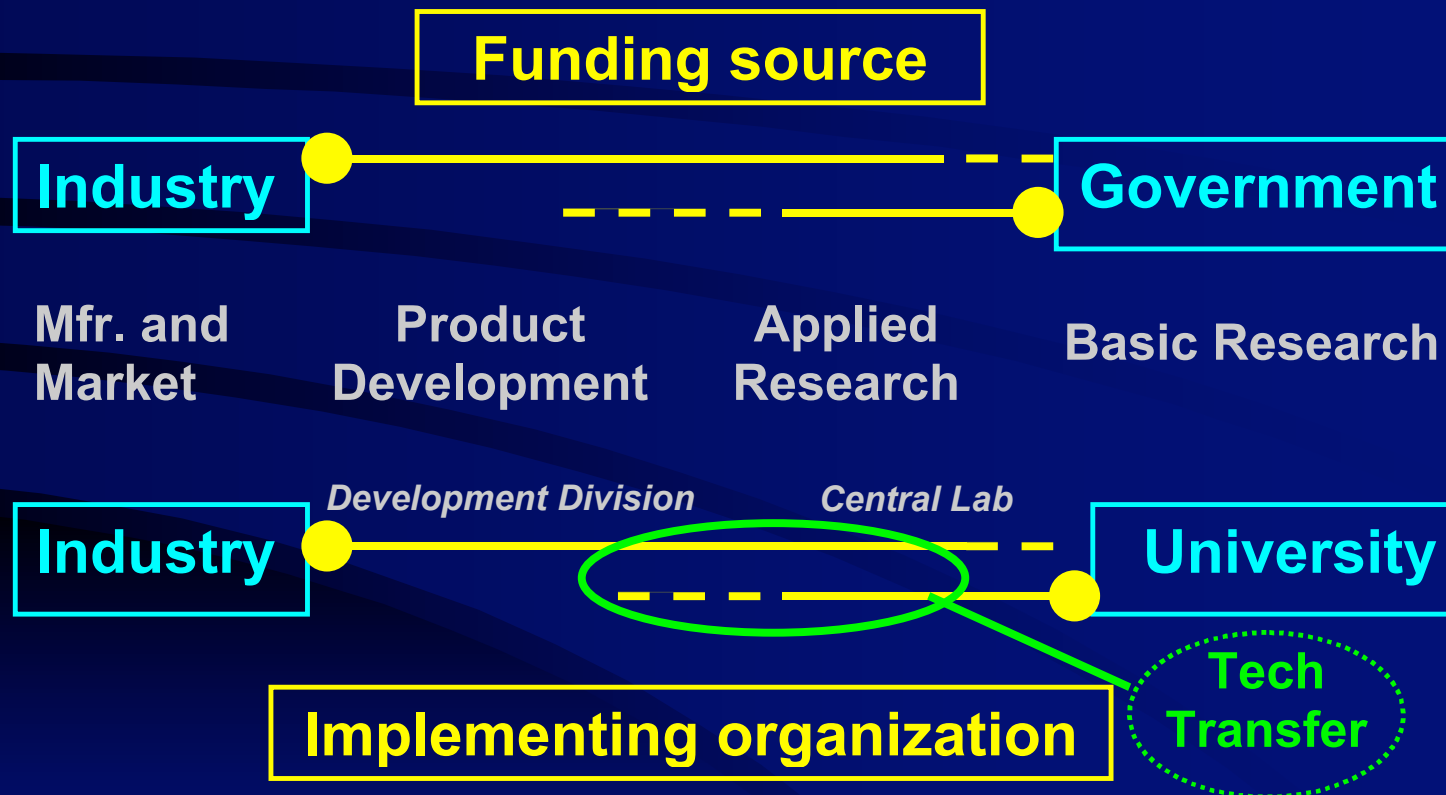 Funding source
Industry
Government
Mfr. and
Market
Product
Development
Applied
Research
Basic Research
Development Division
Central Lab
Industry
University
Tech
Transfer
Implementing organization